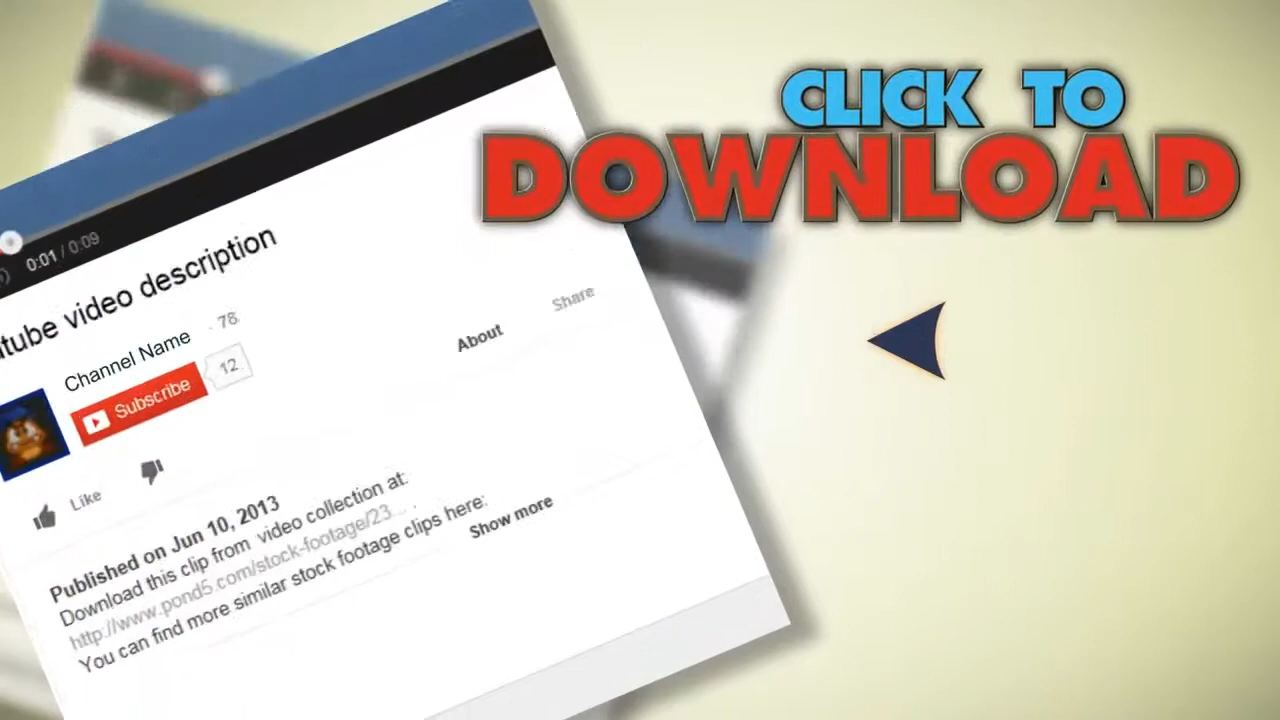 CLICK TO
DOWNLOAD
0:01 / 0:09
tube video description
Channel Name
78
Subscribe
12
About
Share
Like
Published on Jun 10, 2013
Download this clip from video collection at:
http://www.pond5.com/stock-footage/23...
You can find more similar stock footage clips here:
Show more